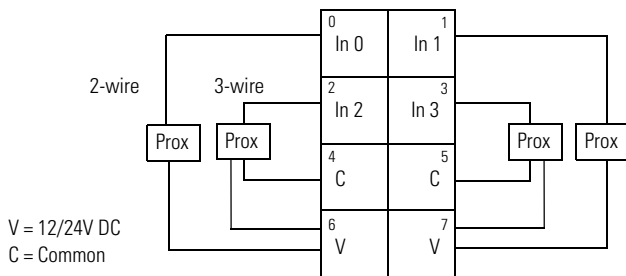 0 1
In 0 In 1
2-wire 3-wire
2 3
In 2 In 3
Prox Prox Prox Prox
4 5
C C
6 7
V V
V = 12/24V DC
C = Common